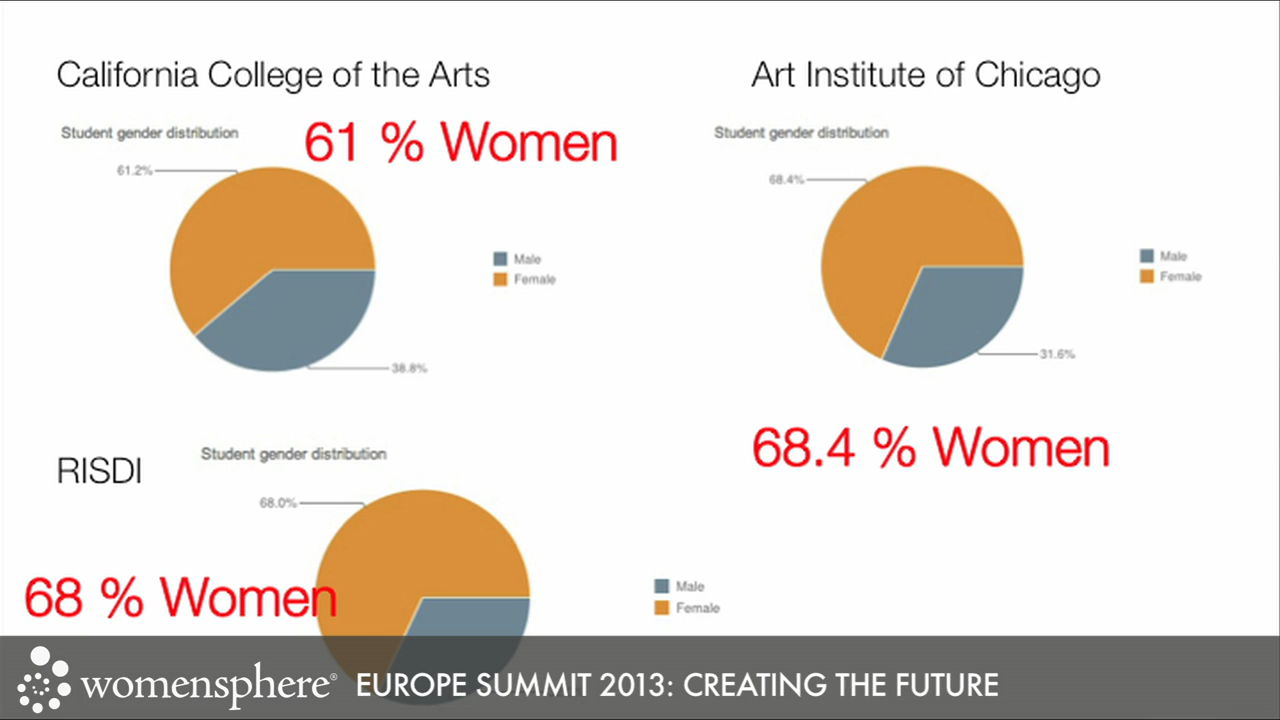 California College of the Arts
Student gender distribution
61 % Women
61.2%
Male
Female
38.8%
Art Institute of Chicago
Student gender distribution
68.4%
Male
Female
31.6%
68.4 % Women
RISDI
Student gender distribution
68.0%
68 % Women
Male
Female
womensphere® EUROPE SUMMIT 2013: CREATING THE FUTURE